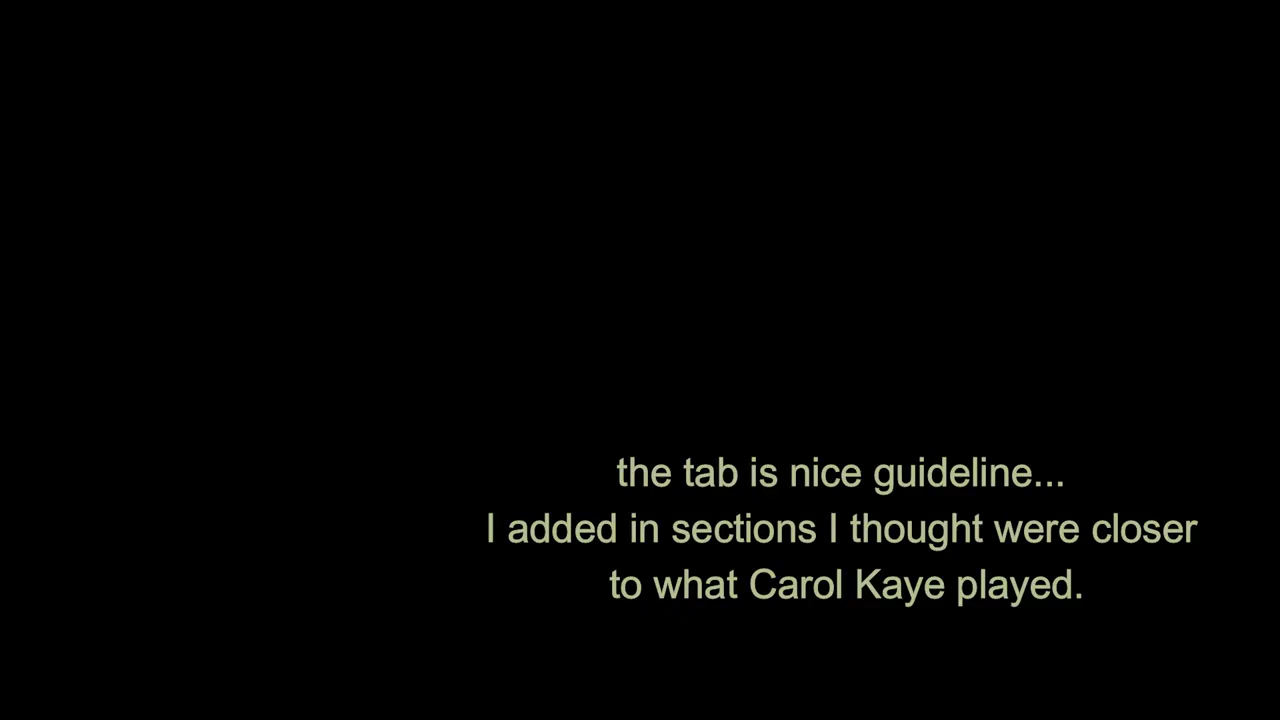 the tab is nice guideline...
I added in sections I thought were closer
to what Carol Kaye played.